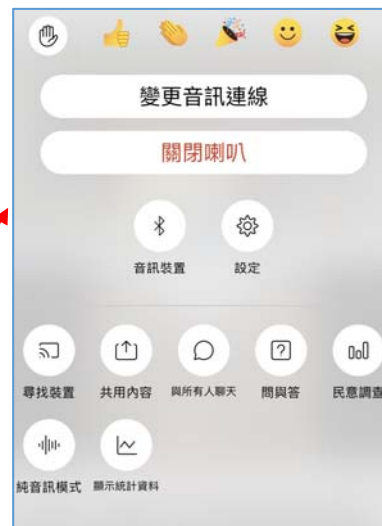 變更音訊連線
關閉喇叭
音訊裝置 設定
尋找裝置 共用內容 與所有人聊天 問與答 民意調查
純音訊模式 顯示統計資料